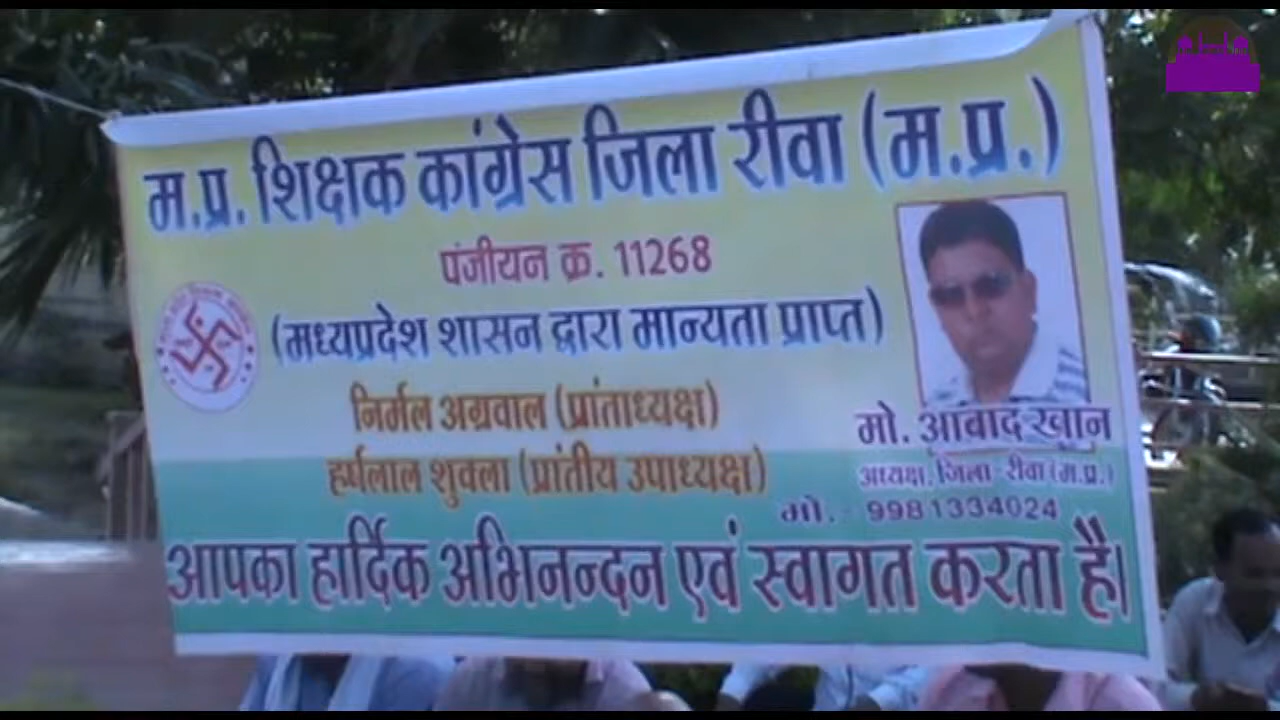 म.प्र. शिक्षक कांग्रेस जिला रीवा (म.प्र.)
पंजीयन क्र. 11268
(मध्यप्रदेश शासन द्वारा मान्यता प्राप्त)
निर्मल अग्रवाल (प्रांताध्यक्ष)
हर्षलाल शुक्ला (प्रांतीय उपाध्यक्ष)
मो. आबाद खान
अध्यक्ष, जिला - रीवा (म.प्र.)
मो. - 9981334024
आपका हार्दिक अभिनन्दन एवं स्वागत करता है।